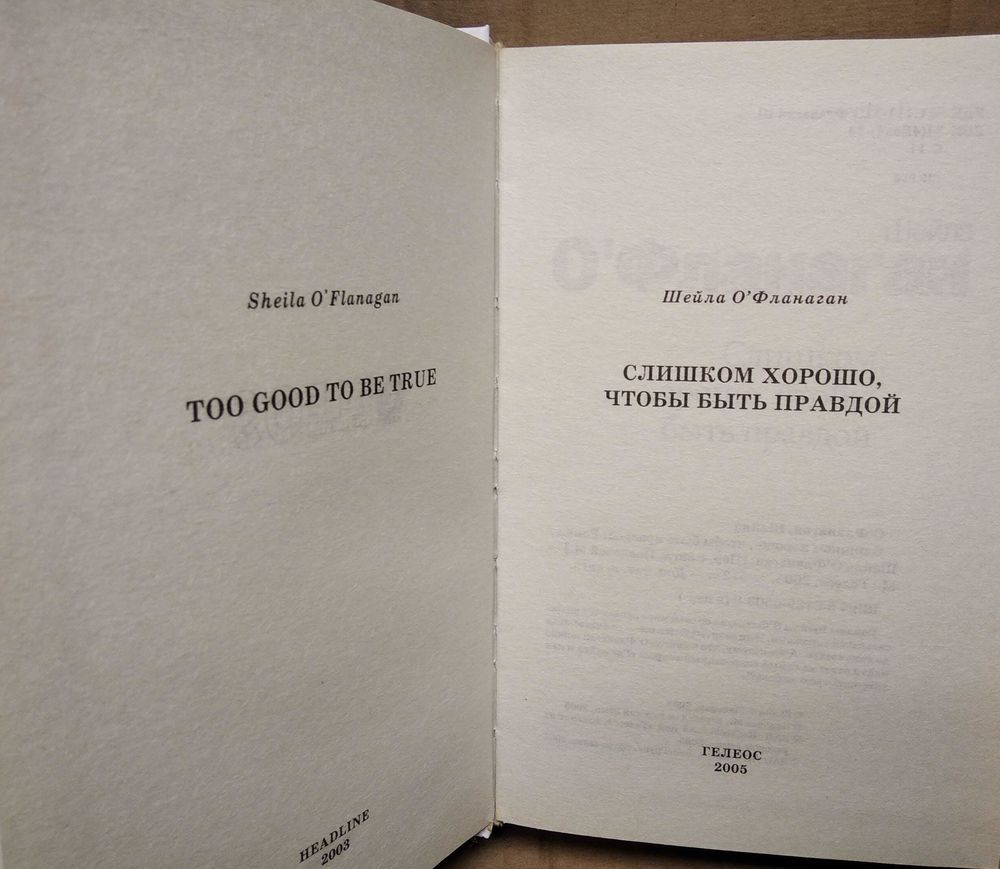 Sheila O'Flanagan
TOO GOOD TO BE TRUE
HEADLINE
2003
Шейла О'Фланаган
СЛИШКОМ ХОРОШО,
ЧТОБЫ БЫТЬ ПРАВДОЙ
ГЕЛЕОС
2005